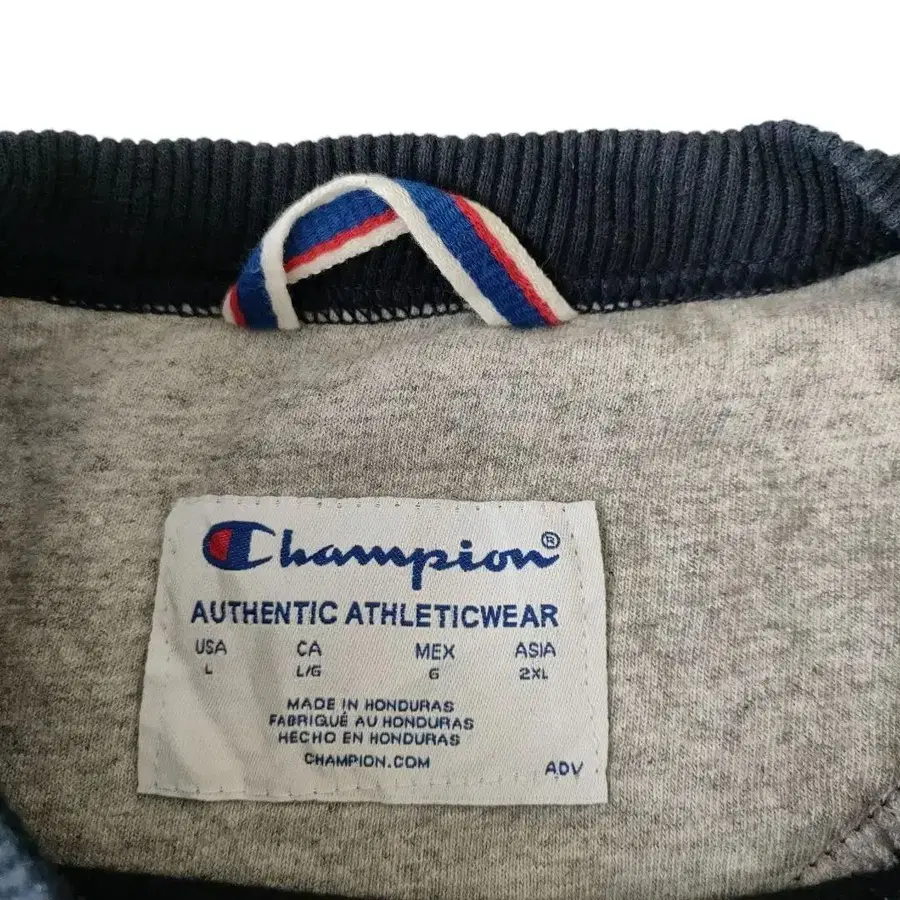 Champion®
AUTHENTIC ATHLETICWEAR
USA CA MEX ASIA
L L/G G 2XL
MADE IN HONDURAS
FABRIQUÉ AU HONDURAS
HECHO EN HONDURAS
CHAMPION.COM
ADV